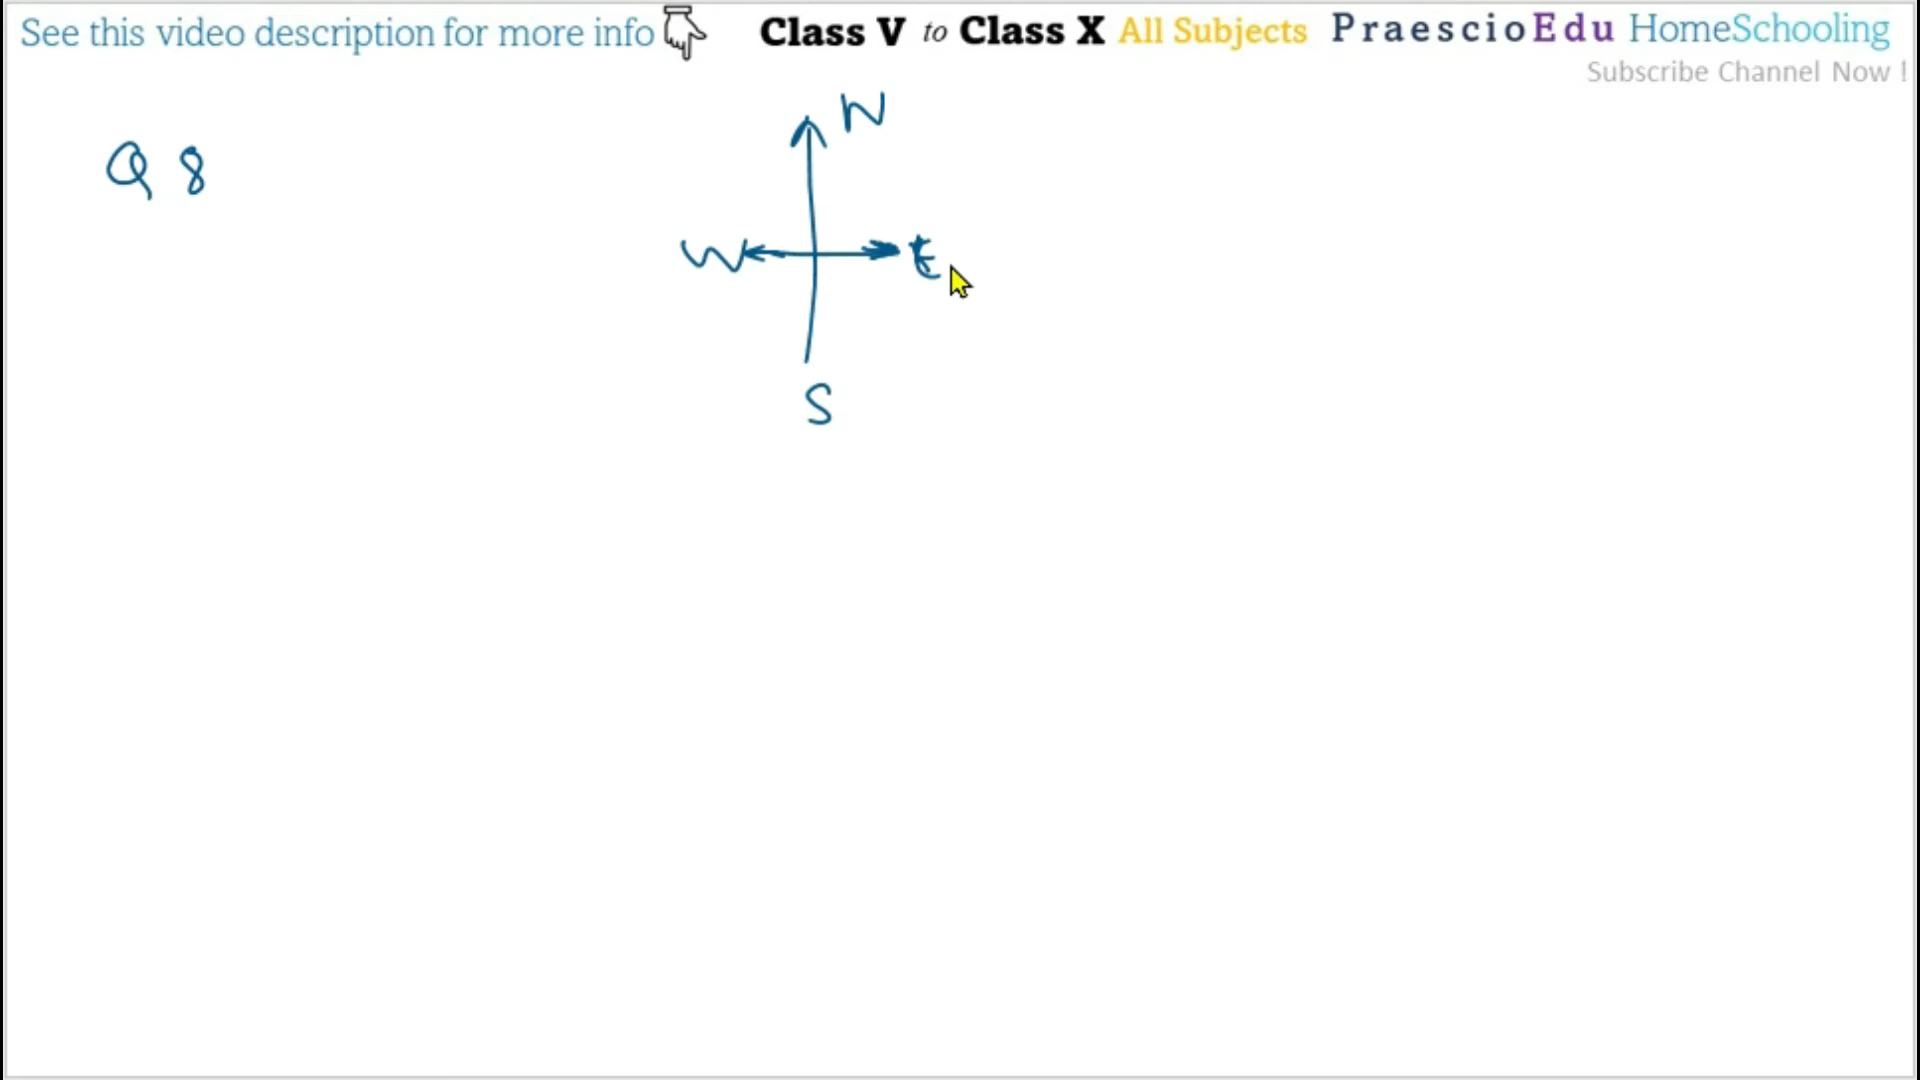 See this video description for more info Class V to Class X All Subjects PraescioEdu HomeSchooling
Subscribe Channel Now !
N
Q 8
W E
S